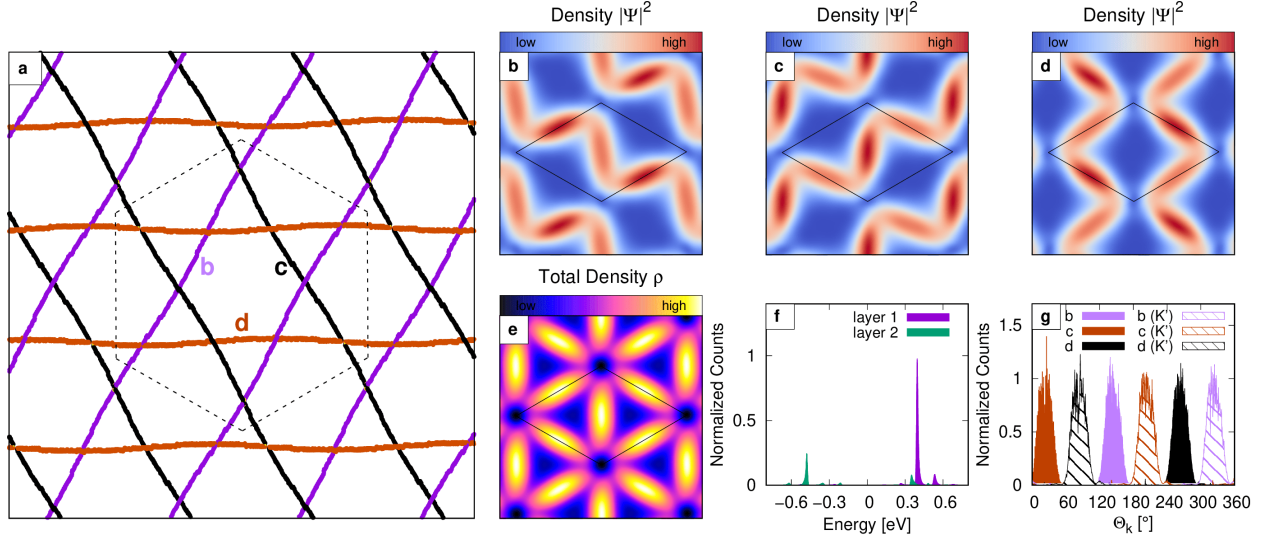 a
b
c
d
Density |Ψ|²
low high
b
Density |Ψ|²
low high
c
Density |Ψ|²
low high
d
Total Density ρ
low high
e
f
layer 1
layer 2
Normalized Counts
1
0.5
0
−0.6 −0.3 0 0.3 0.6
Energy [eV]
g
b b (K')
c c (K')
d d (K')
Normalized Counts
1.5
1
0.5
0
0 60 120 180 240 300 360
Θk [°]